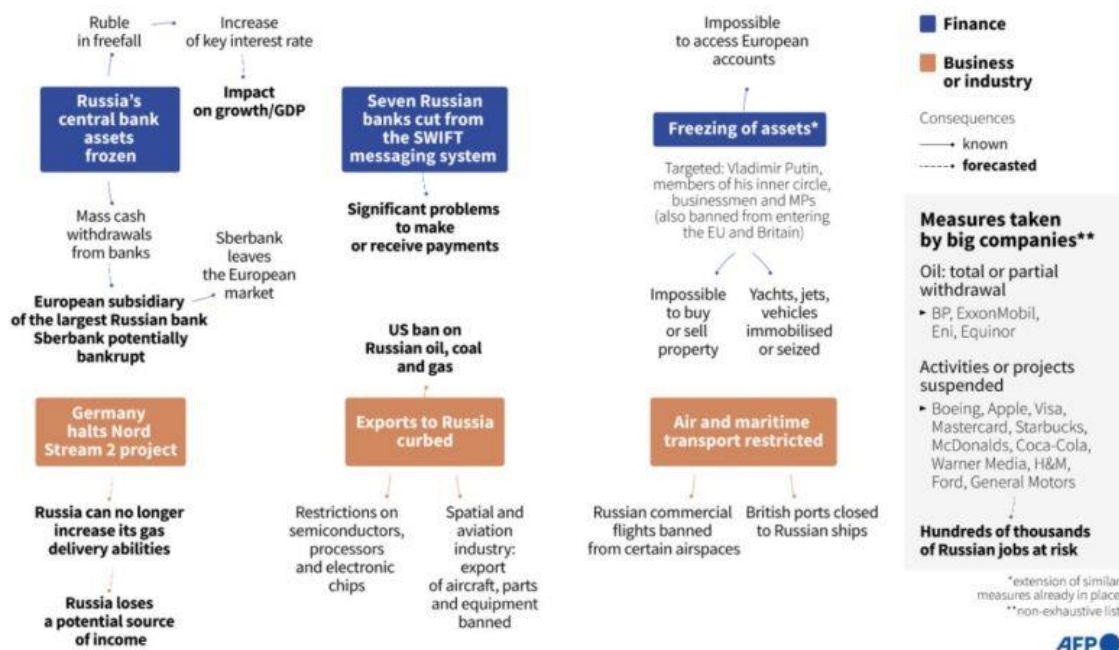 Ruble
in freefall
Increase
of key interest rate
Impact
on growth/GDP
Russia's
central bank
assets
frozen
Mass cash
withdrawals
from banks
Sberbank
leaves
the European
market
European subsidiary
of the largest Russian bank
Sberbank potentially
bankrupt
Seven Russian
banks cut from
the SWIFT
messaging system
Significant problems
to make
or receive payments
Impossible
to access European
accounts
Freezing of assets*
Targeted: Vladimir Putin,
members of his inner circle,
businessmen and MPs
(also banned from entering
the EU and Britain)
Impossible
to buy
or sell
property
Yachts, jets,
vehicles
immobilised
or seized
Germany
halts Nord
Stream 2 project
Russia can no longer
increase its gas
delivery abilities
Russia loses
a potential source
of income
US ban on
Russian oil, coal
and gas
Exports to Russia
curbed
Restrictions on
semiconductors,
processors
and electronic
chips
Spatial and
aviation
industry:
export
of aircraft, parts
and equipment
banned
Air and maritime
transport restricted
Russian commercial
flights banned
from certain airspaces
British ports closed
to Russian ships
Finance
Business
or industry
Consequences
known
forecasted
Measures taken
by big companies**
Oil: total or partial
withdrawal
BP, ExxonMobil,
Eni, Equinor
Activities or projects
suspended
Boeing, Apple, Visa,
Mastercard, Starbucks,
McDonalds, Coca-Cola,
Warner Media, H&M,
Ford, General Motors
Hundreds of thousands
of Russian jobs at risk
*extension of similar
measures already in place
**non-exhaustive list
AFP